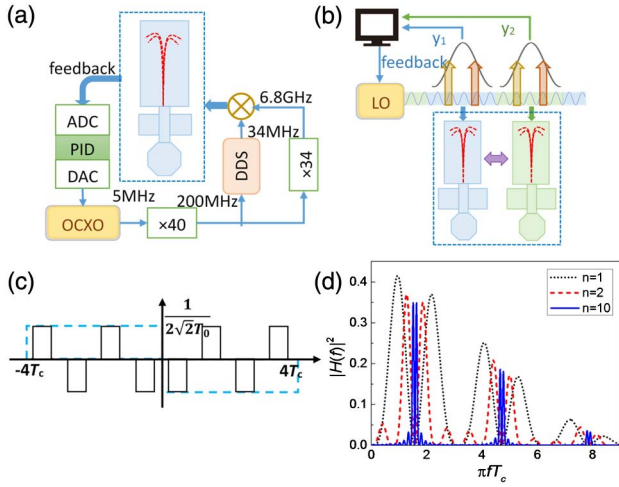 (a)
feedback
ADC
PID
DAC
OCXO
5MHz
×40
200MHz
DDS
34MHz
6.8GHz
×34
(b)
y1
y2
feedback
LO
(c)
1
2√2T0
-4Tc
4Tc
(d)
|H(f)|²
0.4
0.3
0.2
0.1
0.0
n=1
n=2
n=10
0 2 4 6 8
πfTc